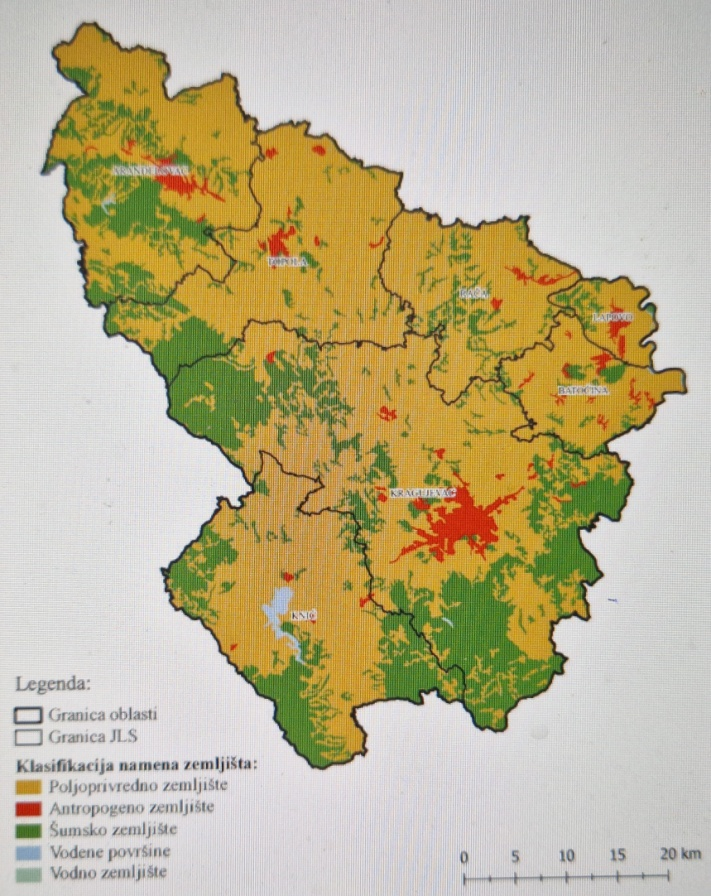 ARANĐELOVAC
TOPOLA
RAČA
LAPOVO
BATOČINA
KRAGUJEVAC
KNIĆ
Legenda:
Granica oblasti
Granica JLS
Klasifikacija namena zemljišta:
Poljoprivredno zemljište
Antropogeno zemljište
Šumsko zemljište
Vodene površine
Vodno zemljište
0 5 10 15 20 km